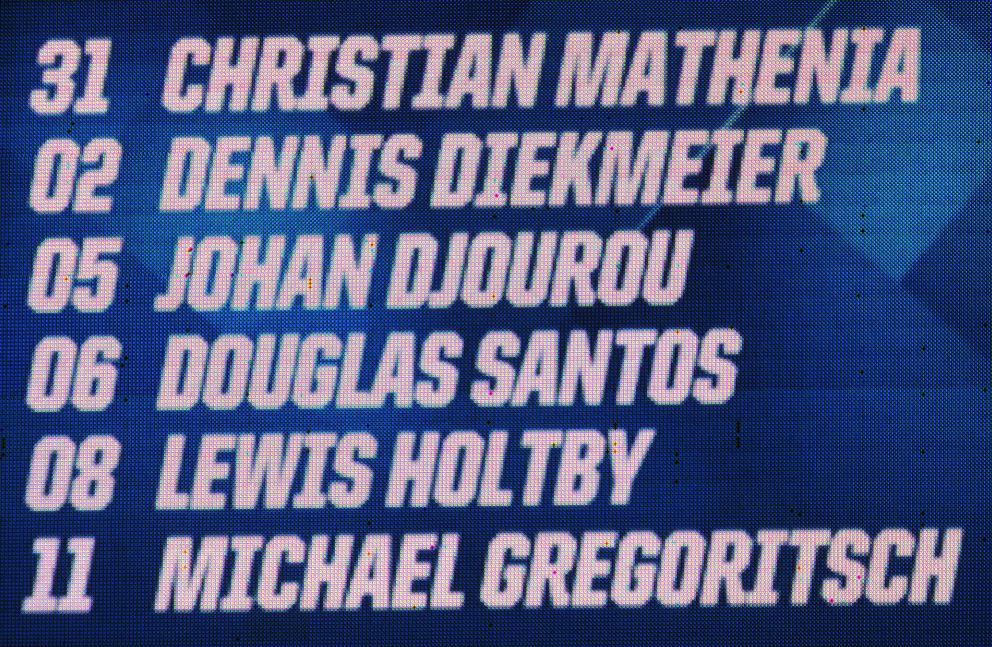 31 CHRISTIAN MATHENIA
02 DENNIS DIEKMEIER
05 JOHAN DJOUROU
06 DOUGLAS SANTOS
08 LEWIS HOLTBY
11 MICHAEL GREGORITSCH